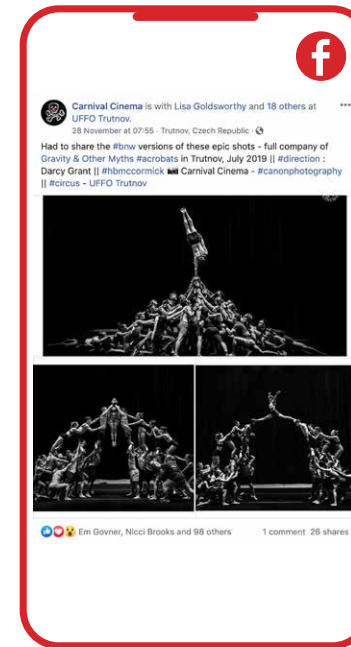 Carnival Cinema is with Lisa Goldsworthy and 18 others at
UFFO Trutnov.
28 November at 07:55 · Trutnov, Czech Republic ·
Had to share the #bnw versions of these epic shots - full company of
Gravity & Other Myths #acrobats in Trutnov, July 2019 || #direction :
Darcy Grant || #hbmccormick 📷 Carnival Cinema - #canonphotography
|| #circus - UFFO Trutnov
Em Govner, Nicci Brooks and 98 others 1 comment 26 shares